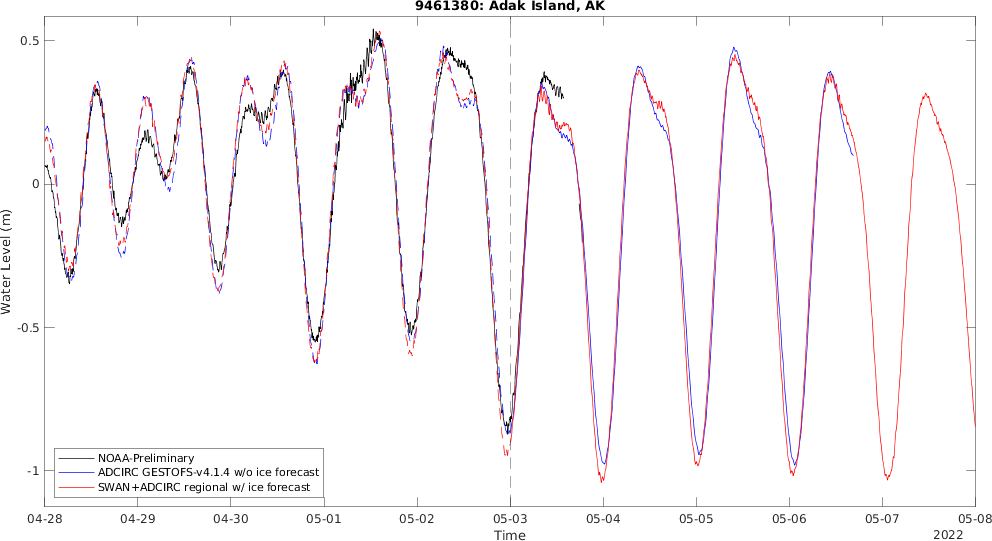 9461380: Adak Island, AK
Water Level (m)
0.5
0
-0.5
-1
NOAA-Preliminary
ADCIRC GESTOFS-v4.1.4 w/o ice forecast
SWAN+ADCIRC regional w/ ice forecast
04-28 04-29 04-30 05-01 05-02 05-03 05-04 05-05 05-06 05-07 05-08
Time
2022